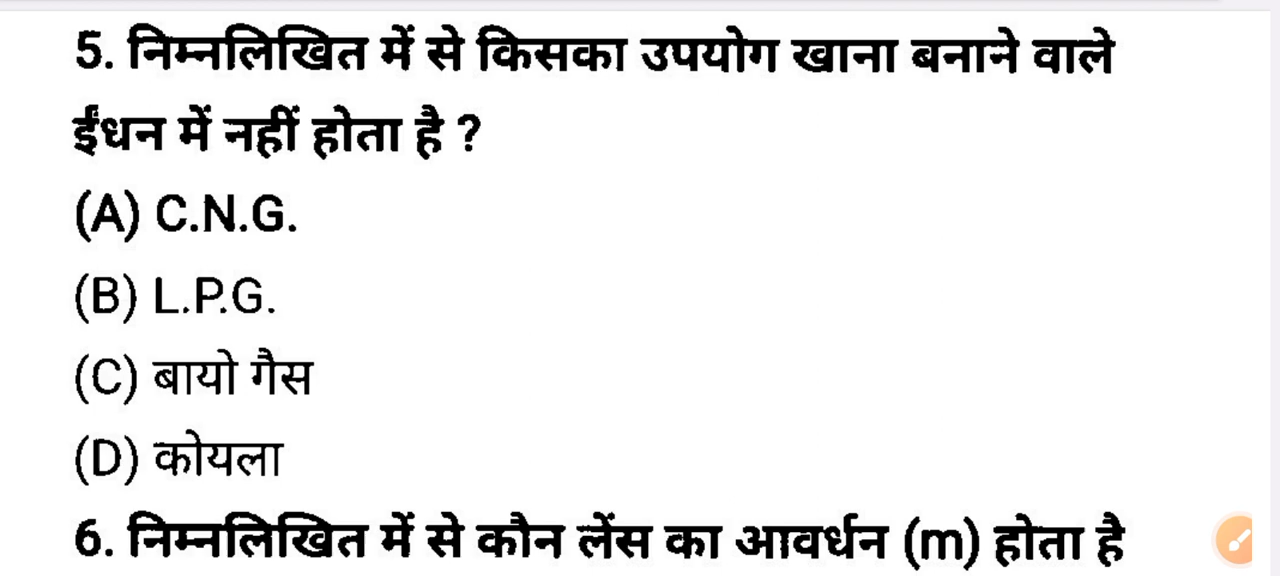 5. निम्नलिखित में से किसका उपयोग खाना बनाने वाले
ईंधन में नहीं होता है ?
(A) C.N.G.
(B) L.P.G.
(C) बायो गैस
(D) कोयला
6. निम्नलिखित में से कौन लेंस का आवर्धन (m) होता है